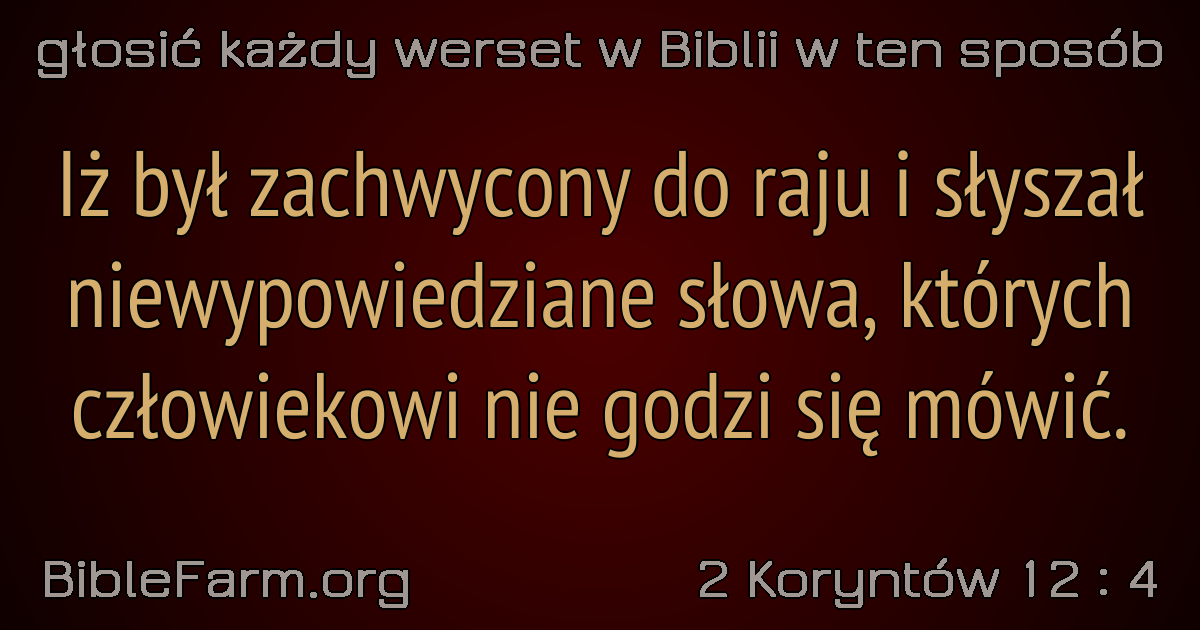 głosić każdy werset w Biblii w ten sposób
Iż był zachwycony do raju i słyszał
niewypowiedziane słowa, których
człowiekowi nie godzi się mówić.
BibleFarm.org
2 Koryntów 12 : 4